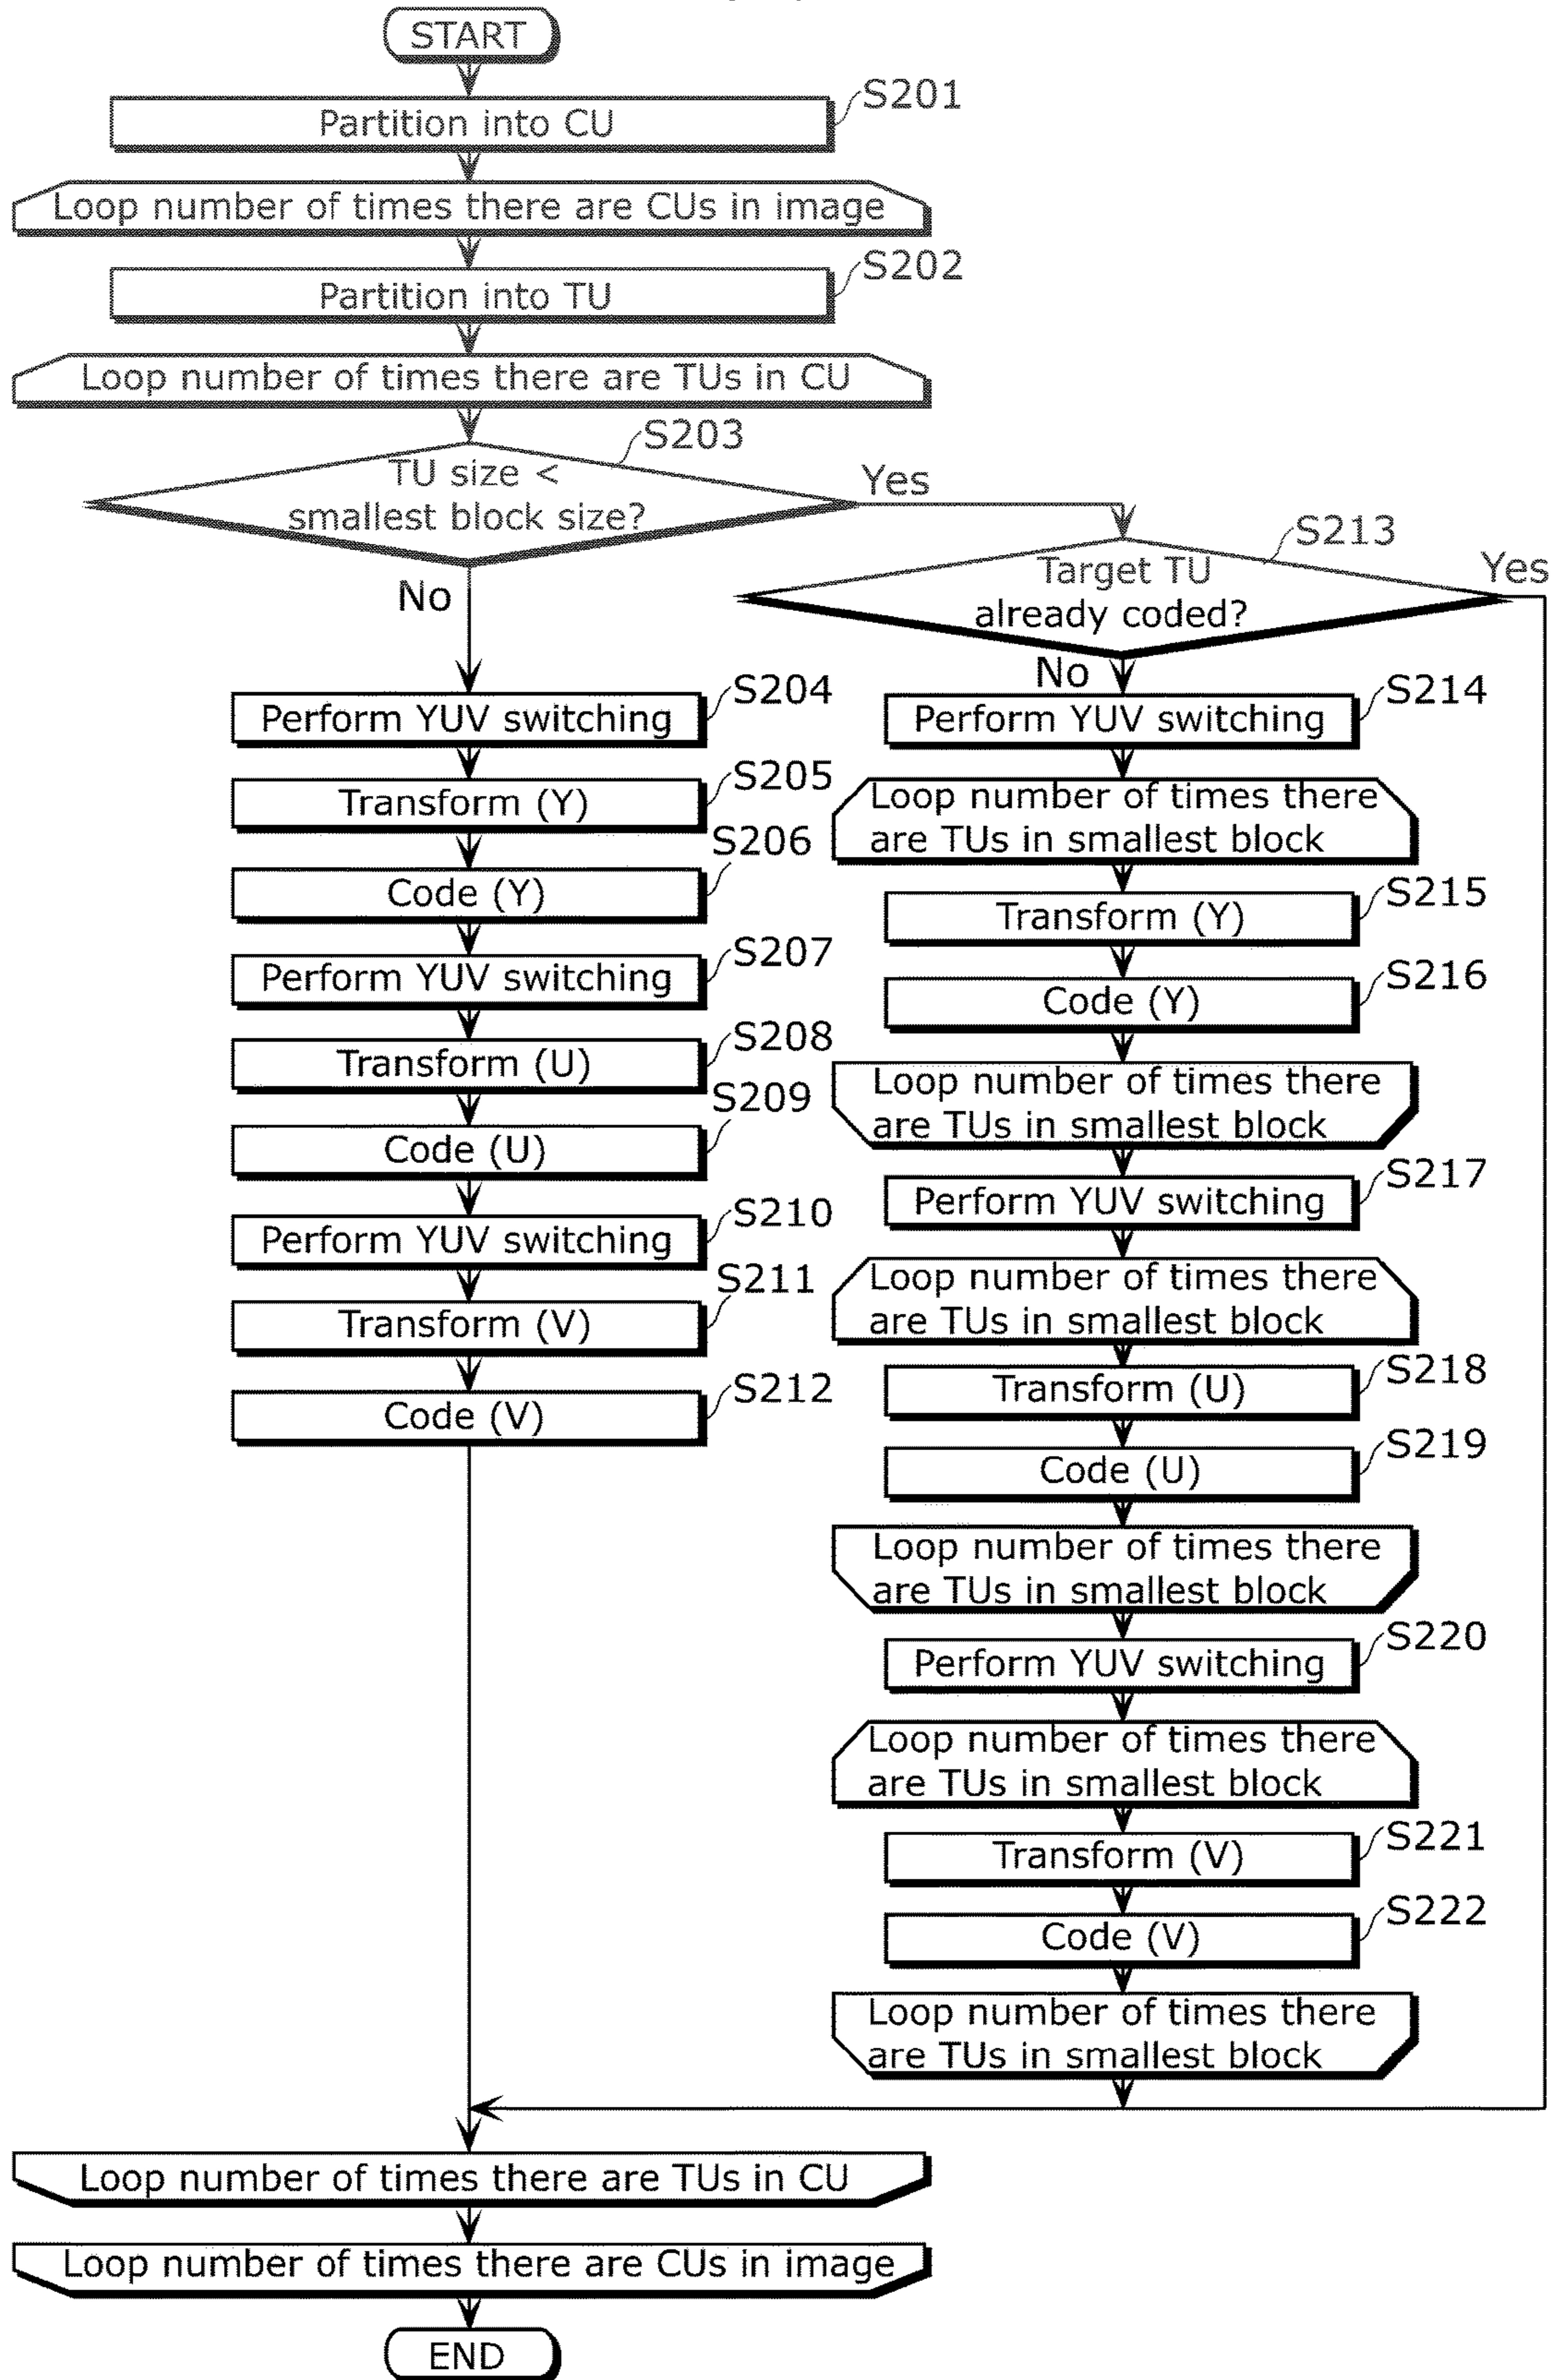 START
S201
Partition into CU
Loop number of times there are CUs in image
S202
Partition into TU
Loop number of times there are TUs in CU
S203
TU size <
smallest block size?
Yes
No
S213
Target TU
already coded?
Yes
No
S204
Perform YUV switching
S205
Transform (Y)
S206
Code (Y)
S207
Perform YUV switching
S208
Transform (U)
S209
Code (U)
S210
Perform YUV switching
S211
Transform (V)
S212
Code (V)
S214
Perform YUV switching
Loop number of times there
are TUs in smallest block
S215
Transform (Y)
S216
Code (Y)
Loop number of times there
are TUs in smallest block
S217
Perform YUV switching
Loop number of times there
are TUs in smallest block
S218
Transform (U)
S219
Code (U)
Loop number of times there
are TUs in smallest block
S220
Perform YUV switching
Loop number of times there
are TUs in smallest block
S221
Transform (V)
S222
Code (V)
Loop number of times there
are TUs in smallest block
Loop number of times there are TUs in CU
Loop number of times there are CUs in image
END